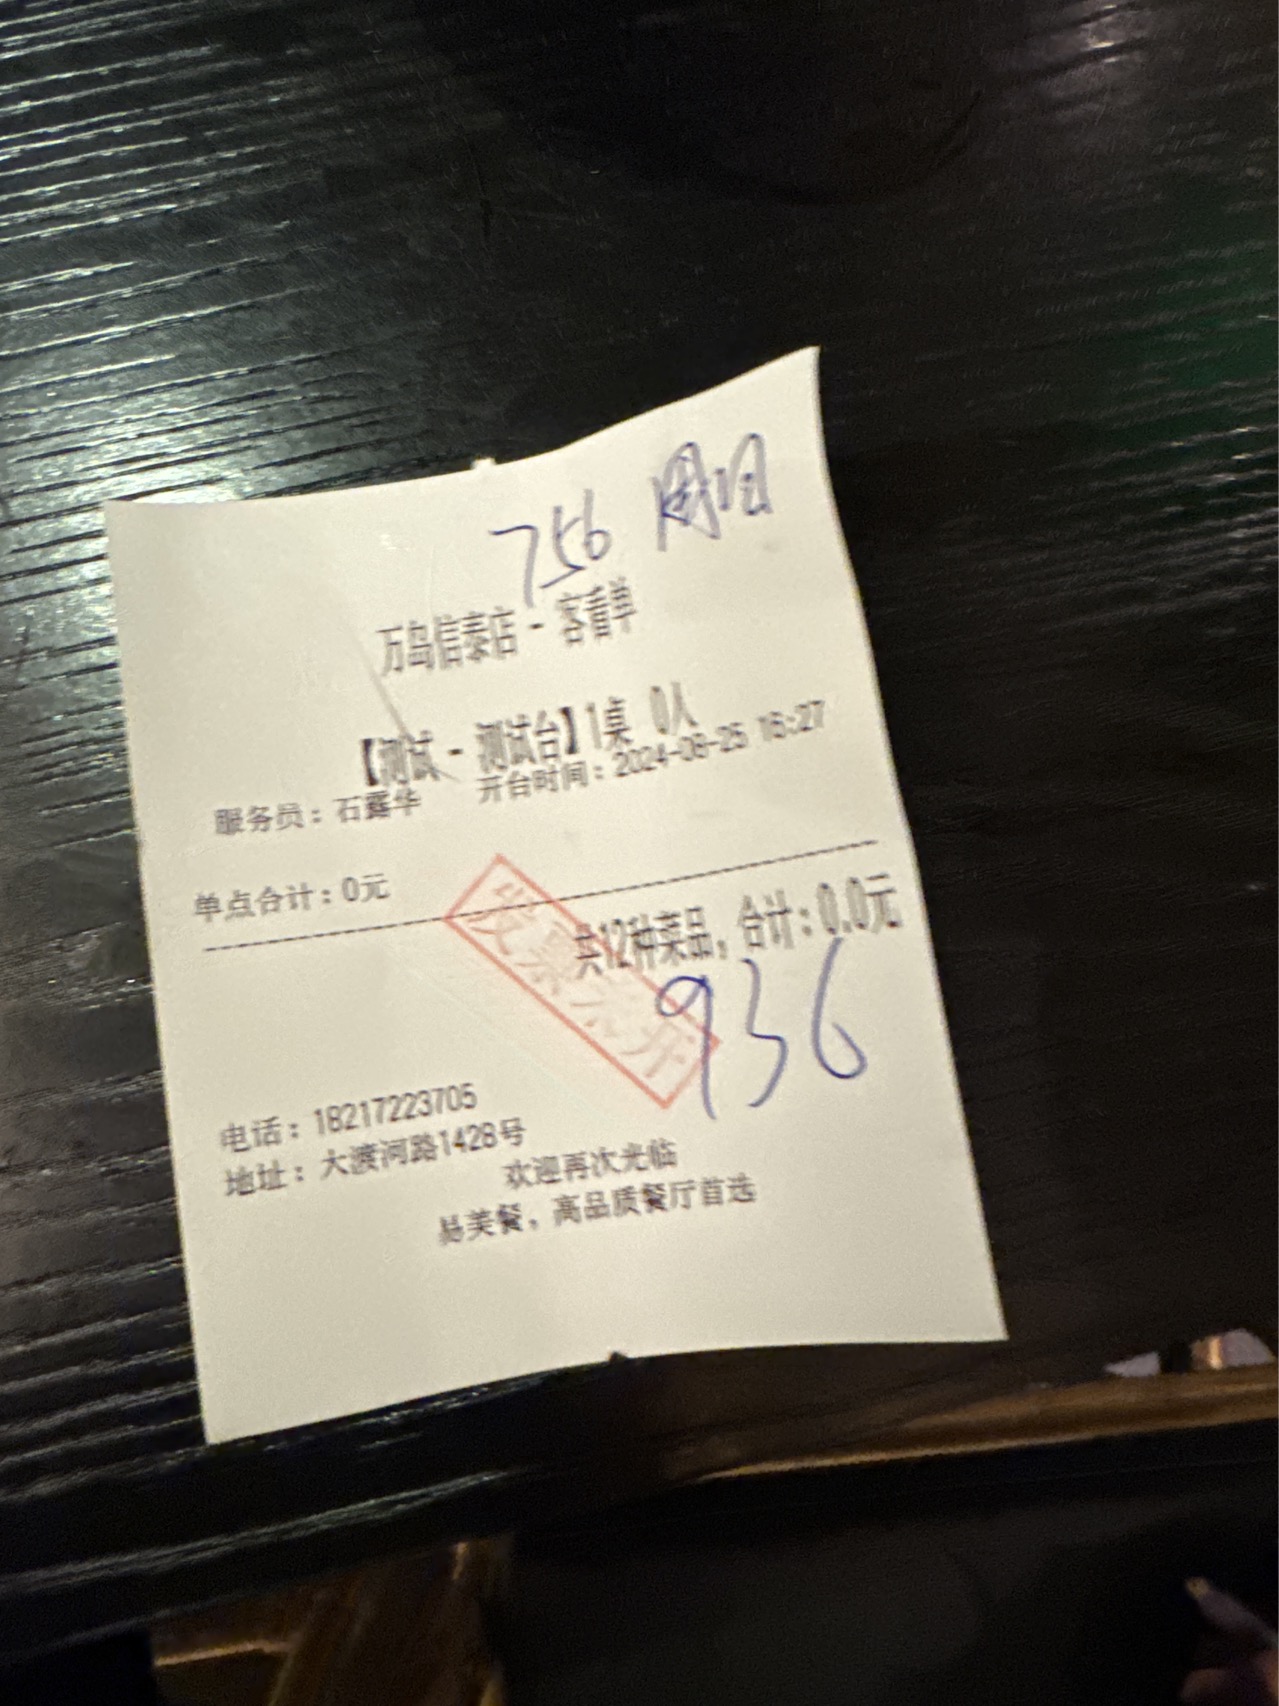 756
万岛信泰店 - 客看单
【测试 - 测试台】1桌 0人
服务员：石露华 开台时间：2024-08-25 16:27
单点合计：0元
共12种菜品，合计：0.0元
发票未开
936
电话：18217223705
地址：大渡河路1428号
欢迎再次光临
易美餐，高品质餐厅首选